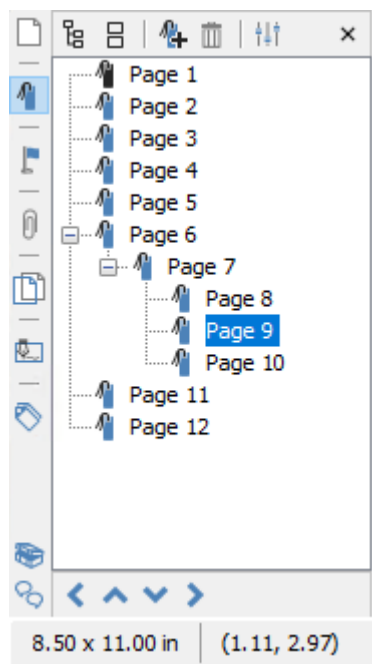 Page 1
Page 2
Page 3
Page 4
Page 5
Page 6
Page 7
Page 8
Page 9
Page 10
Page 11
Page 12
8.50 x 11.00 in (1.11, 2.97)